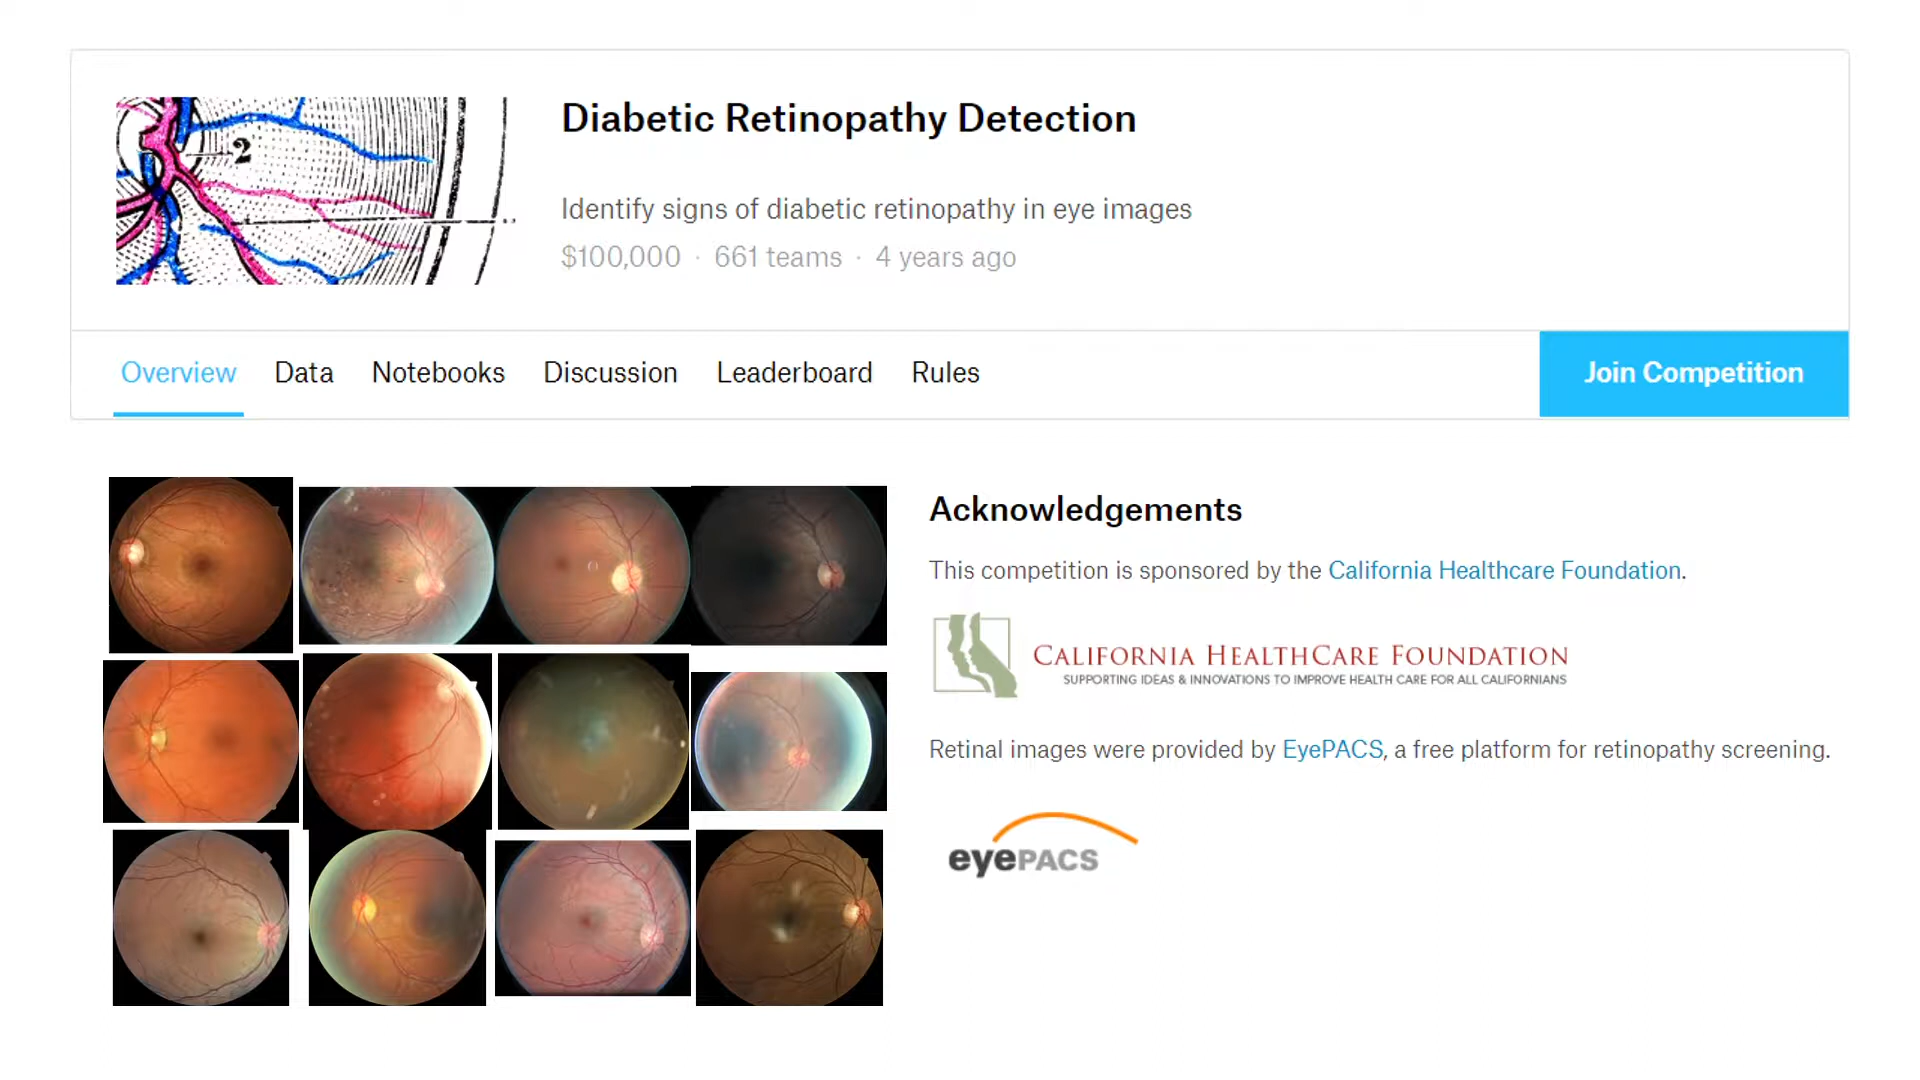 2
Diabetic Retinopathy Detection
Identify signs of diabetic retinopathy in eye images
$100,000 · 661 teams · 4 years ago
Overview Data Notebooks Discussion Leaderboard Rules Join Competition
Acknowledgements
This competition is sponsored by the California Healthcare Foundation.
CALIFORNIA HEALTHCARE FOUNDATION
SUPPORTING IDEAS & INNOVATIONS TO IMPROVE HEALTH CARE FOR ALL CALIFORNIANS
Retinal images were provided by EyePACS, a free platform for retinopathy screening.
eyePACS